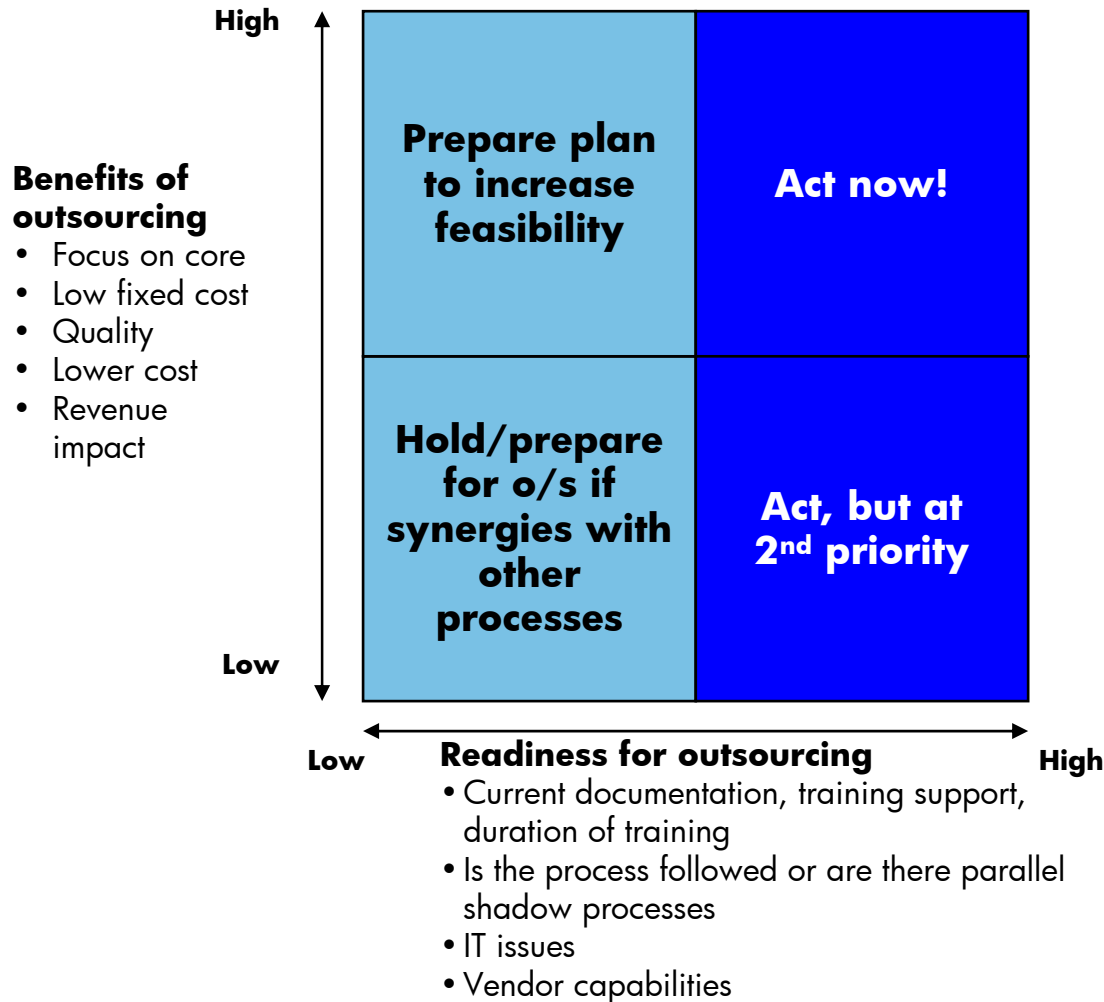 High
Benefits of
outsourcing
• Focus on core
• Low fixed cost
• Quality
• Lower cost
• Revenue
impact
Low
Prepare plan
to increase
feasibility
Act now!
Hold/prepare
for o/s if
synergies with
other
processes
Act, but at
2nd priority
Low
High
Readiness for outsourcing
• Current documentation, training support,
duration of training
• Is the process followed or are there parallel
shadow processes
• IT issues
• Vendor capabilities